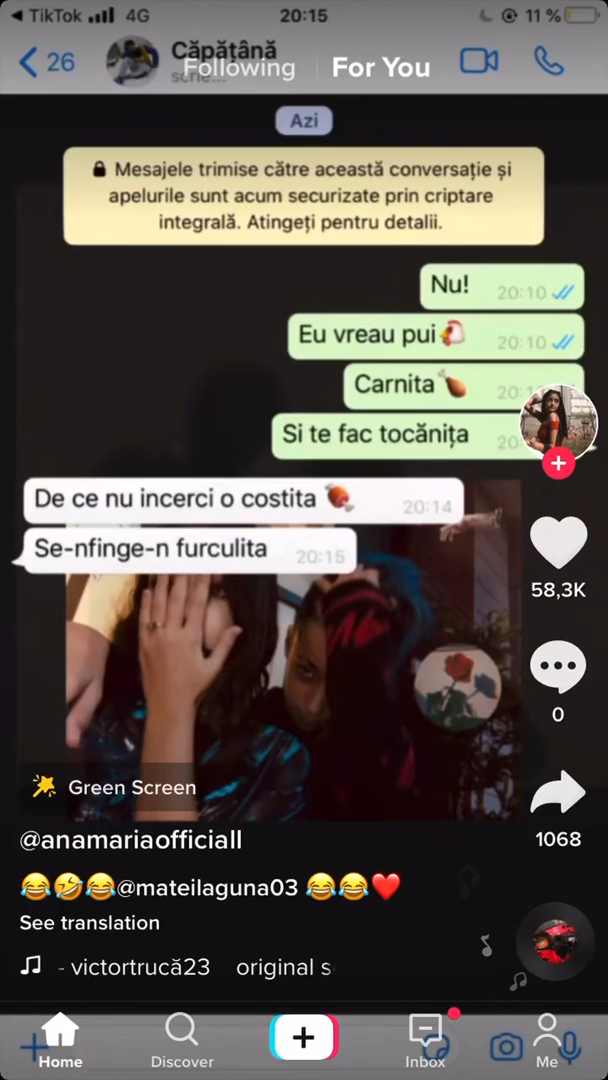 TikTok 4G 20:15 11 %
26 Căpățână
scrie...
Following For You
Azi
Mesajele trimise către această conversație și
apelurile sunt acum securizate prin criptare
integrală. Atingeți pentru detalii.
Nu! 20:10
Eu vreau pui🐔 20:10
Carnita🍗
Si te fac tocănița
De ce nu incerci o costita 🍖 20:14
Se-nfinge-n furculita 20:15
58,3K
0
Green Screen
1068
@anamariaofficiall
😂🤣😂@mateilaguna03 😂😂❤️
See translation
- victortrucă23 original s
Home Discover Inbox Me